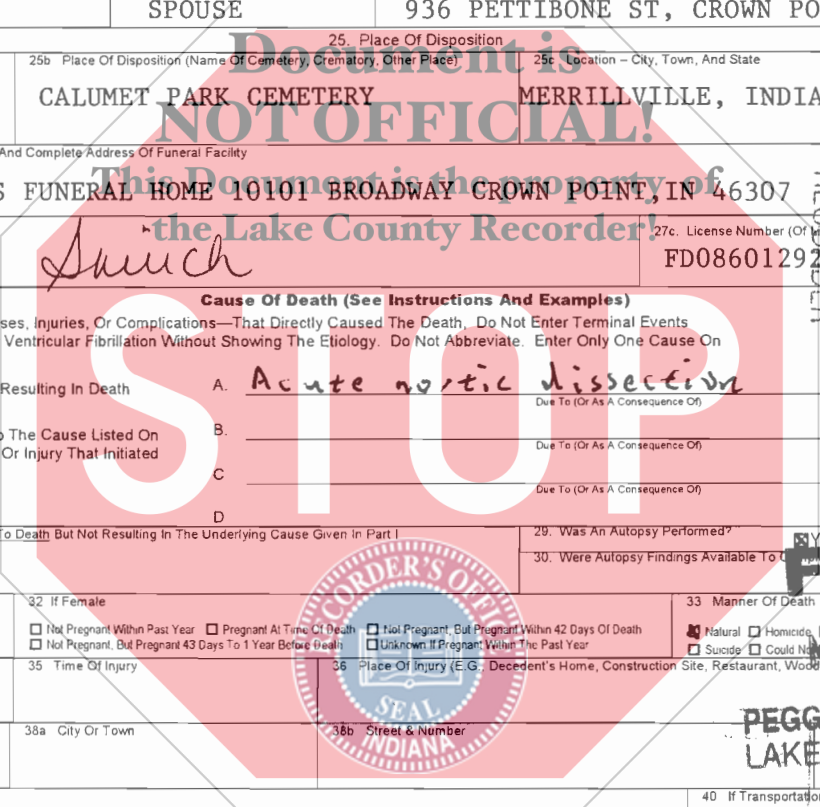 SPOUSE 936 PETTIBONE ST, CROWN PO
25. Place Of Disposition
25b Place Of Disposition (Name Of Cemetery, Crematory, Other Place) 25c Location – City, Town, And State
Document is
CALUMET PARK CEMETERY MERRILLVILLE, INDIA
NOT OFFICIAL!
And Complete Address Of Funeral Facility
This Document is the property of
S FUNERAL HOME 10101 BROADWAY CROWN POINT, IN 46307
the Lake County Recorder!
27c. License Number (Of
FD08601292
Cause Of Death (See Instructions And Examples)
ses, Injuries, Or Complications—That Directly Caused The Death, Do Not Enter Terminal Events
Ventricular Fibrillation Without Showing The Etiology. Do Not Abbreviate. Enter Only One Cause On
STOP
Resulting In Death A. Acute aortic dissection
Due To (Or As A Consequence Of)
The Cause Listed On B.
Due To (Or As A Consequence Of)
Or Injury That Initiated
C
Due To (Or As A Consequence Of)
D
To Death But Not Resulting In The Underlying Cause Given In Part I 29. Was An Autopsy Performed?
30. Were Autopsy Findings Available To
RECORDER'S OFFICE
SEAL
INDIANA
32 If Female 33 Manner Of Death
Not Pregnant Within Past Year Pregnant At Time Of Death Not Pregnant, But Pregnant Within 42 Days Of Death Natural Homicide
Not Pregnant, But Pregnant 43 Days To 1 Year Before Death Unknown If Pregnant Within The Past Year Suicide Could No
35 Time Of Injury 36 Place Of Injury (E.G., Decedent's Home, Construction Site, Restaurant, Wood
38a City Or Town 38b Street & Number
PEGG
LAKE
40 If Transportatio